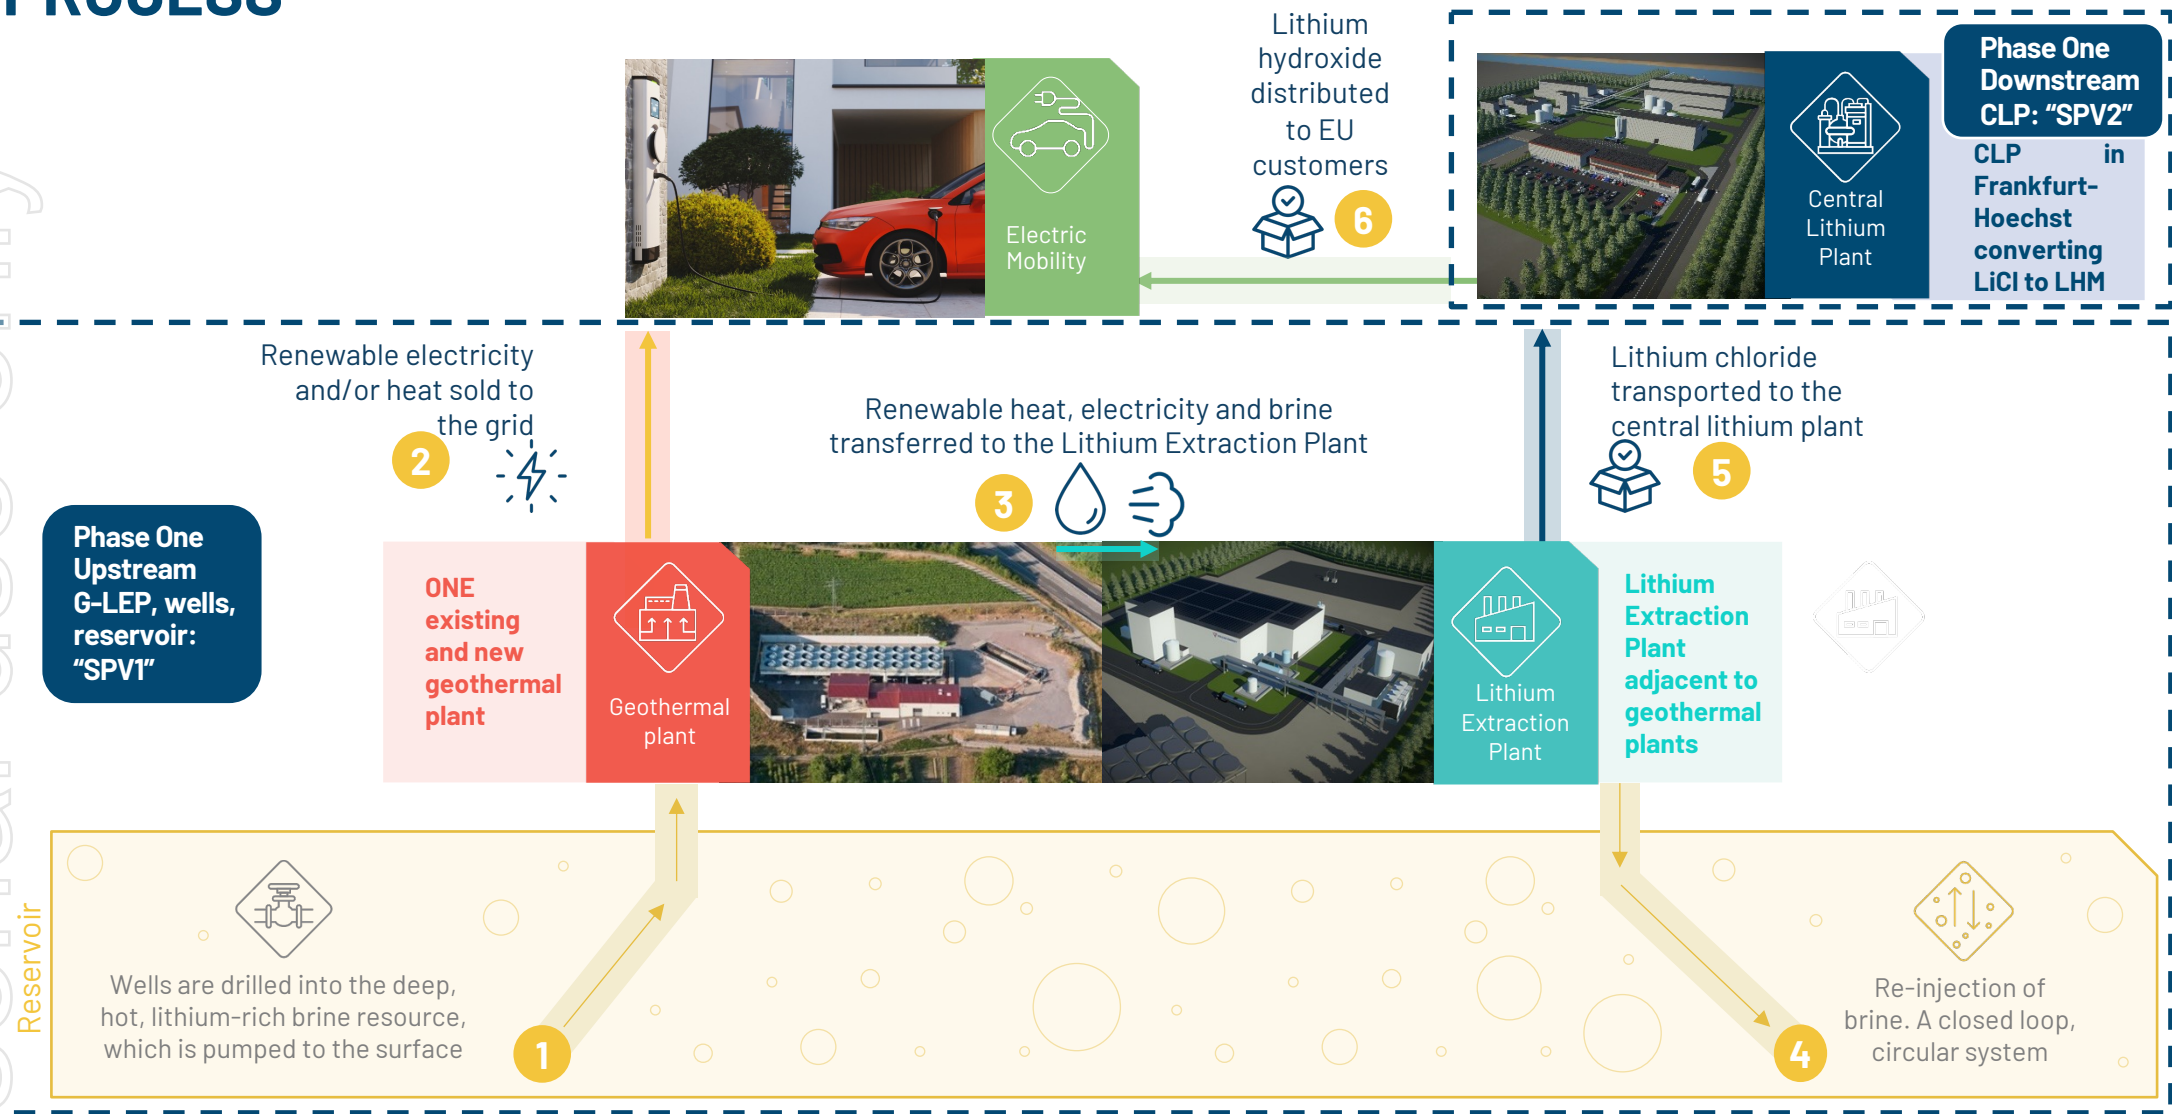 PROCESS
Lithium
hydroxide
distributed
to EU
customers
6
Electric
Mobility
Central
Lithium
Plant
Phase One
Downstream
CLP: “SPV2”
CLP in
Frankfurt-
Hoechst
converting
LiCl to LHM
Renewable electricity
and/or heat sold to
the grid
2
Renewable heat, electricity and brine
transferred to the Lithium Extraction Plant
3
Lithium chloride
transported to the
central lithium plant
5
Phase One
Upstream
G-LEP, wells,
reservoir:
“SPV1”
ONE
existing
and new
geothermal
plant
Geothermal
plant
Lithium
Extraction
Plant
Lithium
Extraction
Plant
adjacent to
geothermal
plants
Reservoir
Wells are drilled into the deep,
hot, lithium-rich brine resource,
which is pumped to the surface
1
4
Re-injection of
brine. A closed loop,
circular system